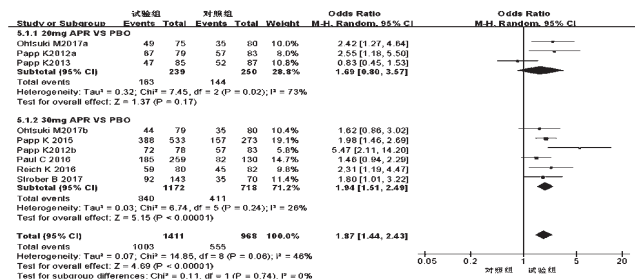 试验组 对照组 Odds Ratio Odds Ratio
Study or Subgroup Events Total Events Total Weight M-H. Random. 95% CI M-H. Random. 95% CI
5.1.1 20mg APR VS PBO
Ohtsuki M2017a 49 75 35 80 10.0% 2.42 [1.27, 4.64]
Papp K2012a 67 79 57 83 7.4% 2.55 [1.18, 5.50]
Papp K2013 47 85 52 87 11.4% 0.83 [0.45, 1.53]
Subtotal (95% CI) 239 250 28.8% 1.69 [0.80, 3.57]
Total events 163 144
Heterogeneity: Tau² = 0.32; Chi² = 7.45, df = 2 (P = 0.02); I² = 73%
Test for overall effect: Z = 1.37 (P = 0.17)
5.1.2 30mg APR VS PBO
Ohtsuki M2017b 44 79 35 80 1.62 [0.86, 3.02]
Papp K 2015 388 533 157 273 1.98 [1.46, 2.69]
Papp K2012b 72 78 57 83 5.47 [2.11, 14.20]
Paul C 2016 185 259 82 130 1.46 [0.94, 2.29]
Reich K 2016 59 80 45 82 2.31 [1.19, 4.47]
Strober B 2017 92 143 35 70 1.80 [1.01, 3.22]
Subtotal (95% CI) 1172 718 71.2% 1.94 [1.51, 2.49]
Total events 840 411
Heterogeneity: Tau² = 0.03; Chi² = 6.74, df = 5 (P = 0.24); I² = 26%
Test for overall effect: Z = 5.15 (P < 0.00001)
Total (95% CI) 1411 968 100.0% 1.87 [1.44, 2.43]
Total events 1003 555
Heterogeneity: Tau² = 0.07; Chi² = 14.85, df = 8 (P = 0.06); I² = 46%
Test for overall effect: Z = 4.69 (P < 0.00001)
Test for subgroup differences: Chi² = 0.11, df = 1 (P = 0.74), I² = 0%
0.05 0.2 1 5 20
对照组 试验组